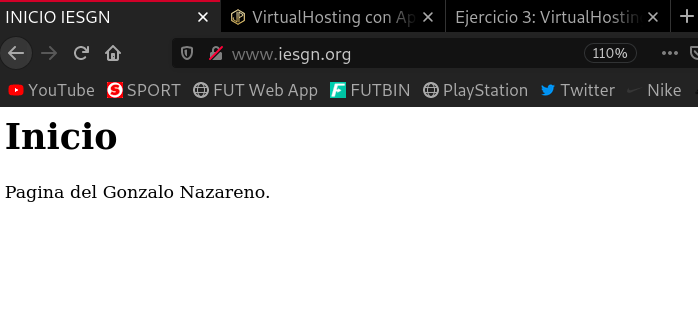 INICIO IESGN
VirtualHosting con Ap
Ejercicio 3: VirtualHostin
www.iesgn.org
110%
YouTube
SPORT
FUT Web App
FUTBIN
PlayStation
Twitter
Nike
Inicio
Pagina del Gonzalo Nazareno.